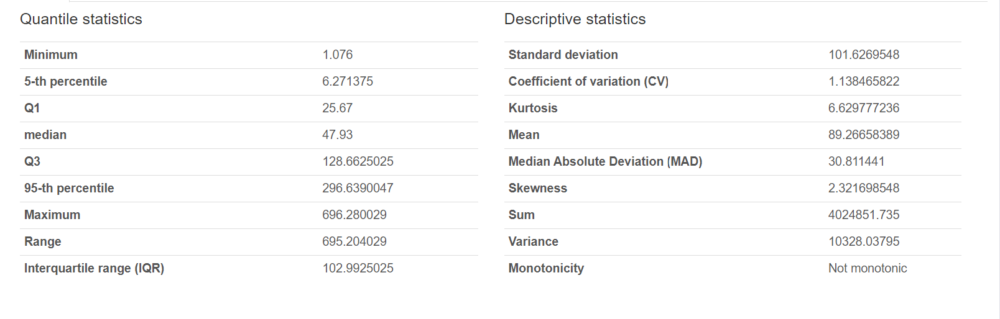 Quantile statistics
Minimum 1.076
5-th percentile 6.271375
Q1 25.67
median 47.93
Q3 128.6625025
95-th percentile 296.6390047
Maximum 696.280029
Range 695.204029
Interquartile range (IQR) 102.9925025
Descriptive statistics
Standard deviation 101.6269548
Coefficient of variation (CV) 1.138465822
Kurtosis 6.629777236
Mean 89.26658389
Median Absolute Deviation (MAD) 30.811441
Skewness 2.321698548
Sum 4024851.735
Variance 10328.03795
Monotonicity Not monotonic